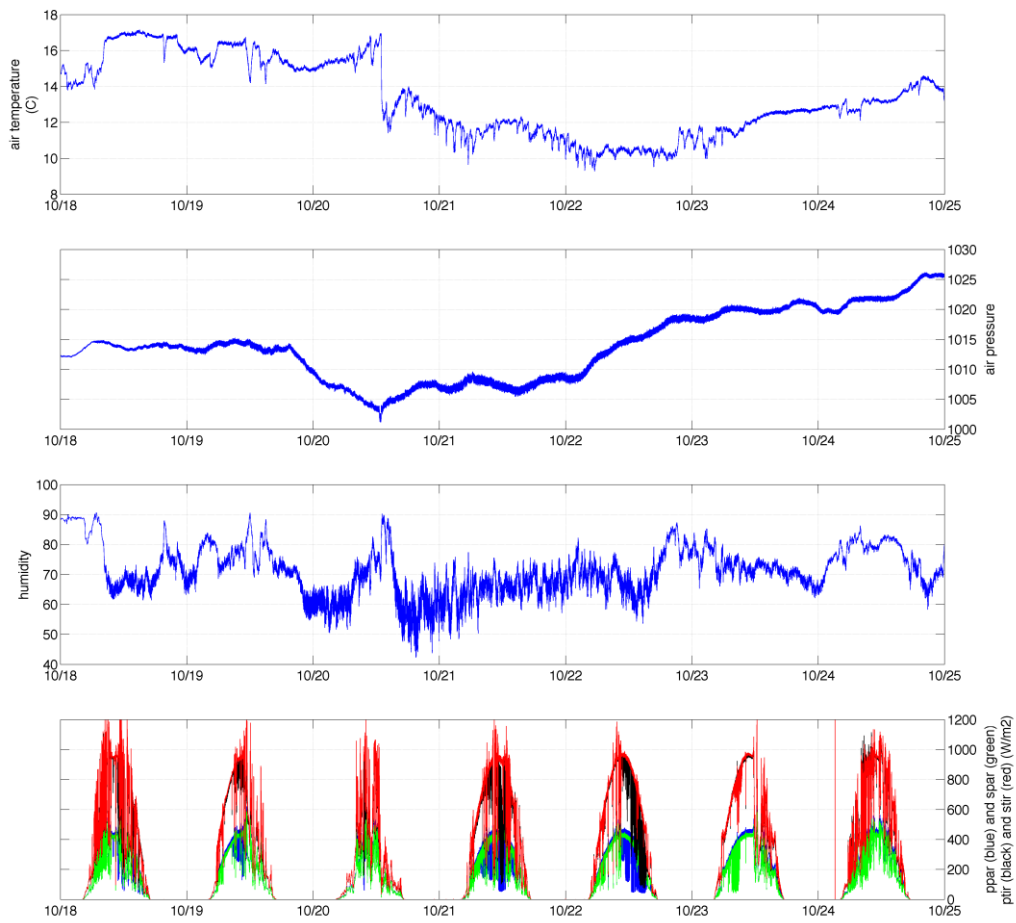 18
16
14
12
10
8
air temperature
(C)
10/18 10/19 10/20 10/21 10/22 10/23 10/24 10/25
1030
1025
1020
1015
1010
1005
1000
air pressure
10/18 10/19 10/20 10/21 10/22 10/23 10/24 10/25
100
90
80
70
60
50
40
humidity
10/18 10/19 10/20 10/21 10/22 10/23 10/24 10/25
1200
1000
800
600
400
200
0
ppar (blue) and spar (green)
ptir (black) and stir (red) (W/m2)
10/18 10/19 10/20 10/21 10/22 10/23 10/24 10/25